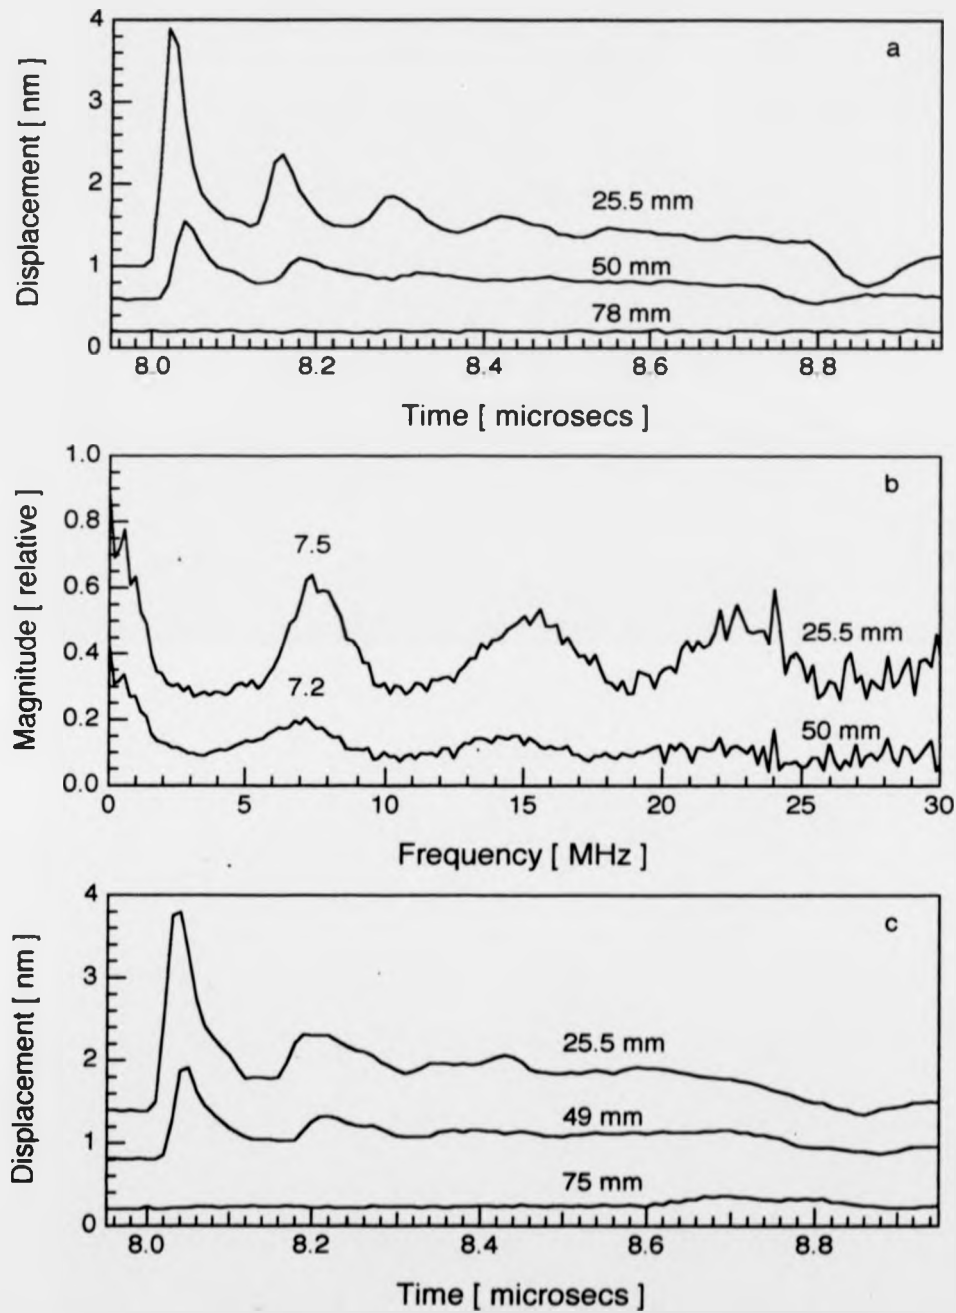 a
4
3
2
1
0
Displacement [ nm ]
25.5 mm
50 mm
78 mm
8.0 8.2 8.4 8.6 8.8
Time [ microsecs ]
b
1.0
0.8
0.6
0.4
0.2
0.0
Magnitude [ relative ]
7.5
7.2
25.5 mm
50 mm
0 5 10 15 20 25 30
Frequency [ MHz ]
c
4
3
2
1
0
Displacement [ nm ]
25.5 mm
49 mm
75 mm
8.0 8.2 8.4 8.6 8.8
Time [ microsecs ]